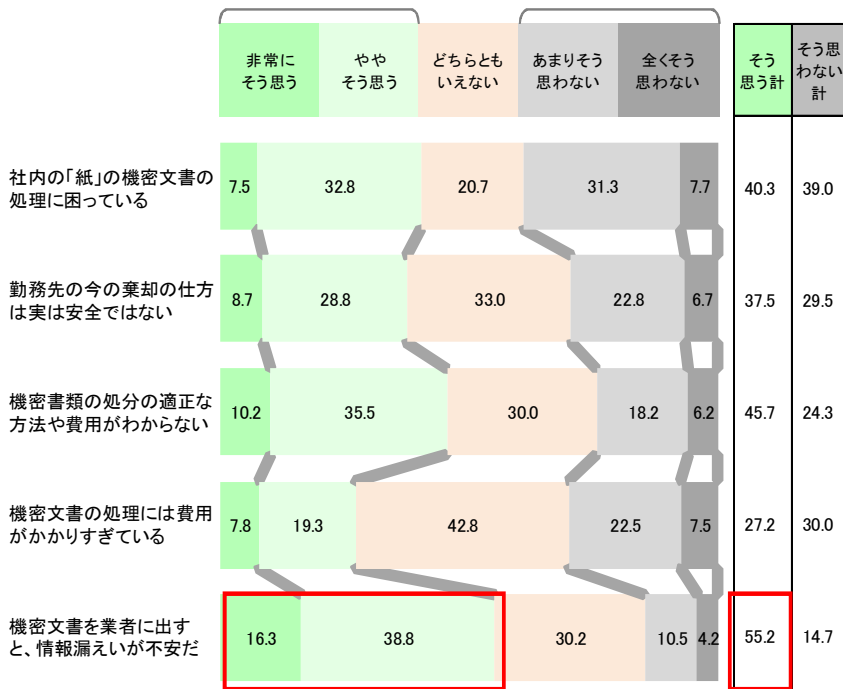 非常に
そう思う
やや
そう思う
どちらとも
いえない
あまりそう
思わない
全くそう
思わない
そう
思う計
そう思
わない
計
社内の「紙」の機密文書の
処理に困っている
7.5 32.8 20.7 31.3 7.7 40.3 39.0
勤務先の今の棄却の仕方
は実は安全ではない
8.7 28.8 33.0 22.8 6.7 37.5 29.5
機密書類の処分の適正な
方法や費用がわからない
10.2 35.5 30.0 18.2 6.2 45.7 24.3
機密文書の処理には費用
がかかりすぎている
7.8 19.3 42.8 22.5 7.5 27.2 30.0
機密文書を業者に出す
と、情報漏えいが不安だ
16.3 38.8 30.2 10.5 4.2 55.2 14.7